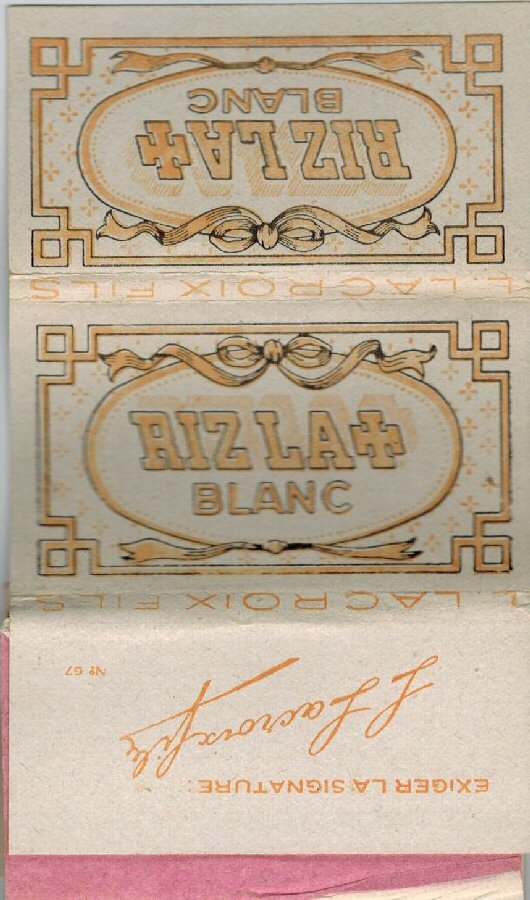 RIZ LA✠
BLANC
L. LACROIX FILS
RIZ LA✠
BLANC
L. LACROIX FILS
Nº 67
L Lacroix fils
EXIGER LA SIGNATURE: